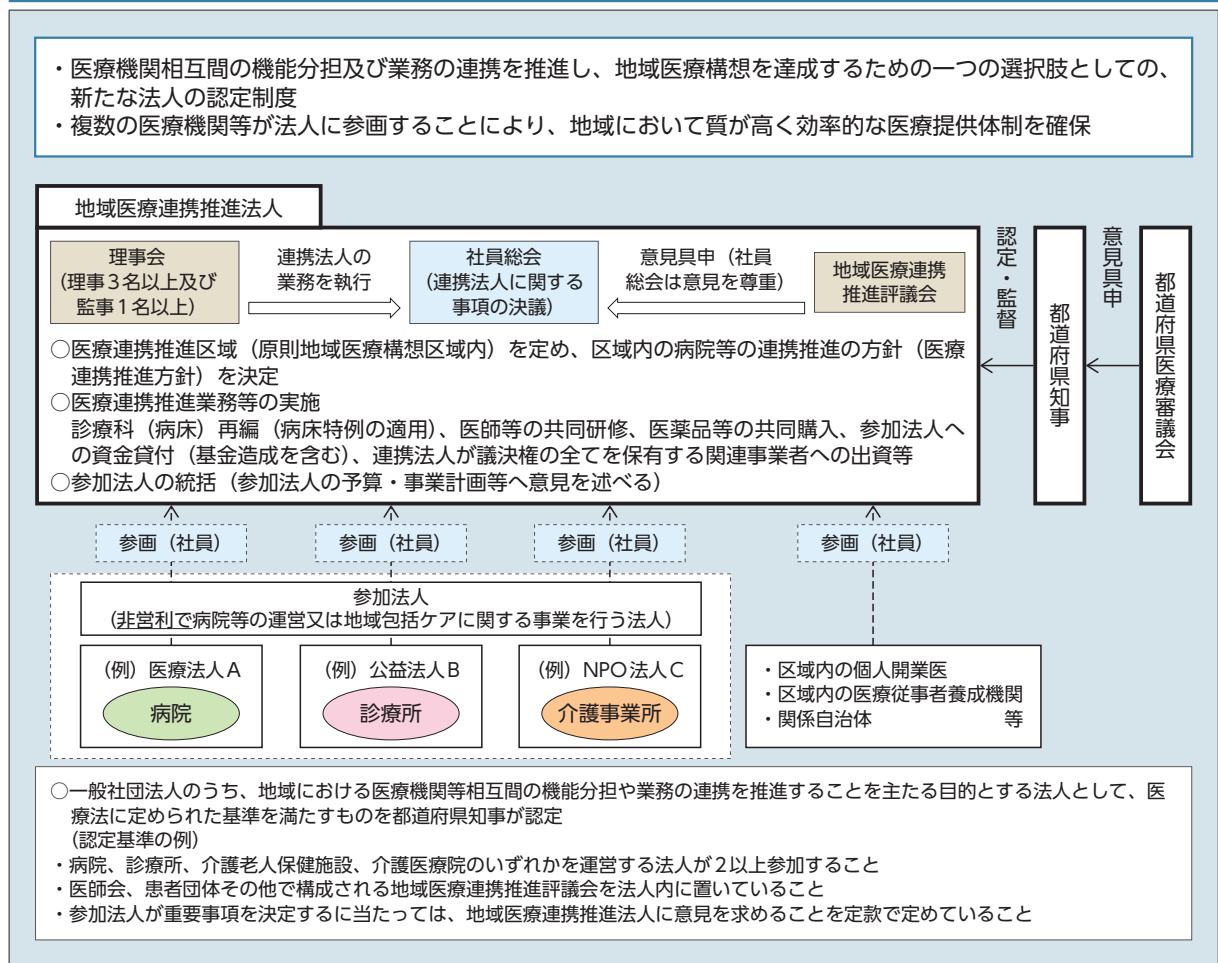 ・医療機関相互間の機能分担及び業務の連携を推進し、地域医療構想を達成するための一つの選択肢としての、
新たな法人の認定制度
・複数の医療機関等が法人に参画することにより、地域において質が高く効率的な医療提供体制を確保
地域医療連携推進法人
理事会
(理事3名以上及び
監事1名以上)
連携法人の
業務を執行
社員総会
(連携法人に関する
事項の決議)
意見具申(社員
総会は意見を尊重)
地域医療連携
推進評議会
認定・監督
都道府県知事
意見具申
都道府県医療審議会
○医療連携推進区域(原則地域医療構想区域内)を定め、区域内の病院等の連携推進の方針(医療
連携推進方針)を決定
○医療連携推進業務等の実施
診療科(病床)再編(病床特例の適用)、医師等の共同研修、医薬品等の共同購入、参加法人へ
の資金貸付(基金造成を含む)、連携法人が議決権の全てを保有する関連事業者への出資等
○参加法人の統括(参加法人の予算・事業計画等へ意見を述べる)
参画(社員)
参画(社員)
参画(社員)
参画(社員)
参加法人
(非営利で病院等の運営又は地域包括ケアに関する事業を行う法人)
(例)医療法人A
病院
(例)公益法人B
診療所
(例)NPO法人C
介護事業所
・区域内の個人開業医
・区域内の医療従事者養成機関
・関係自治体 等
○一般社団法人のうち、地域における医療機関等相互間の機能分担や業務の連携を推進することを主たる目的とする法人として、医
療法に定められた基準を満たすものを都道府県知事が認定
(認定基準の例)
・病院、診療所、介護老人保健施設、介護医療院のいずれかを運営する法人が2以上参加すること
・医師会、患者団体その他で構成される地域医療連携推進評議会を法人内に置いていること
・参加法人が重要事項を決定するに当たっては、地域医療連携推進法人に意見を求めることを定款で定めていること